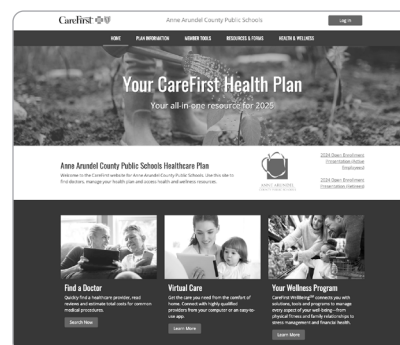 CareFirst
Anne Arundel County Public Schools
Log In
HOME
PLAN INFORMATION
MEMBER TOOLS
RESOURCES & FORMS
HEALTH & WELLNESS
Your CareFirst Health Plan
Your all-in-one resource for 2025
Anne Arundel County Public Schools Healthcare Plan
Welcome to the CareFirst website for Anne Arundel County Public Schools. Use this site to
find doctors, manage your health plan and access health and wellness resources.
ANNE ARUNDEL
2024 Open Enrollment
Presentation (Active
Employees)
2024 Open Enrollment
Presentation (Retirees)
Find a Doctor
Quickly find a healthcare provider, read
reviews and estimate total costs for common
medical procedures.
Search Now
Virtual Care
Get the care you need from the comfort of
home. Connect with highly qualified
providers from your computer or an easy-to-
use app.
Learn More
Your Wellness Program
CareFirst WellBeing℠ connects you with
solutions, tools and programs to manage
every aspect of your well-being—from
physical fitness and family relationships to
stress management and financial health.
Learn More